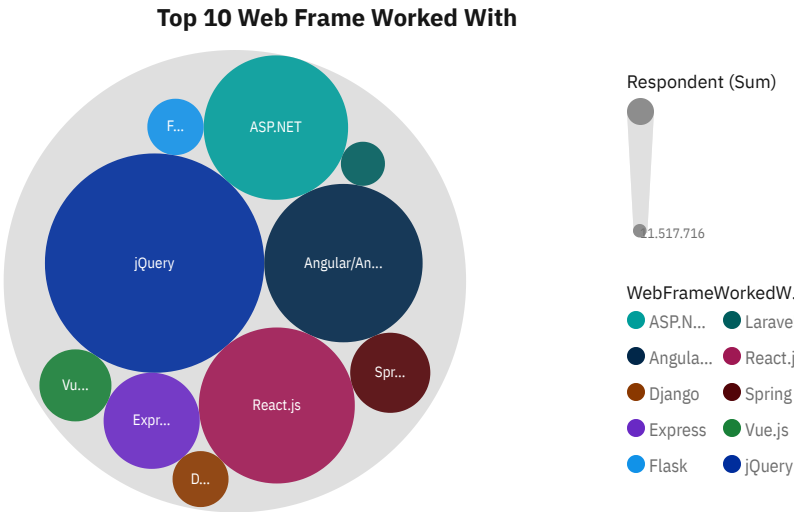 Top 10 Web Frame Worked With
F...
ASP.NET
jQuery
Angular/An...
Vu...
Expr...
React.js
Spr...
D...
Respondent (Sum)
11.517.716
WebFrameWorkedW.
ASP.N...
Larave
Angula...
React.j
Django
Spring
Express
Vue.js
Flask
jQuery